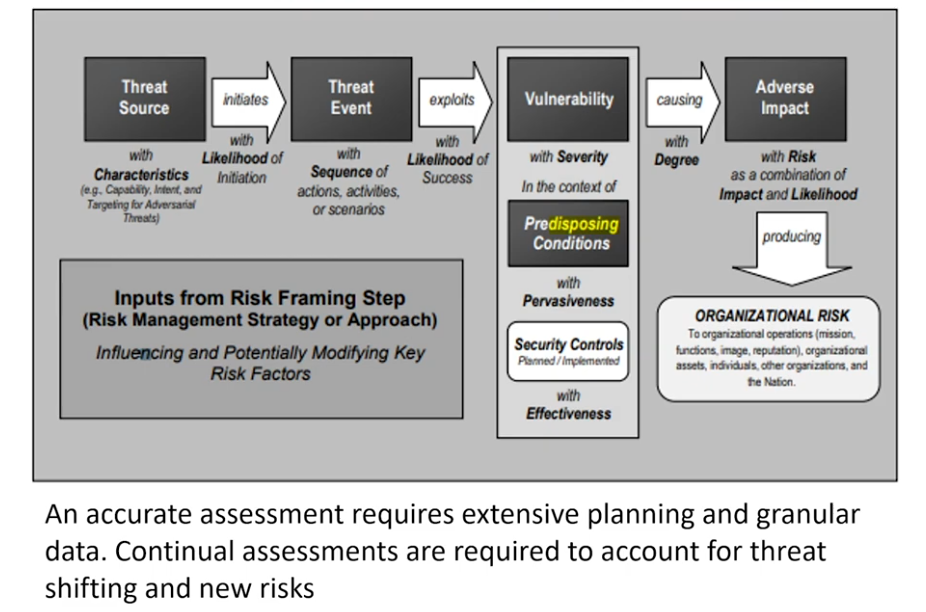 Threat
Source
initiates
Threat
Event
exploits
Vulnerability
causing
Adverse
Impact
with
Characteristics
(e.g., Capability, Intent, and
Targeting for Adversarial
Threats)
with
Likelihood of
Initiation
with
Sequence of
actions, activities,
or scenarios
with
Likelihood of
Success
with Severity
In the context of
Predisposing
Conditions
with
Pervasiveness
Security Controls
Planned / Implemented
with
Effectiveness
with
Degree
with Risk
as a combination of
Impact and Likelihood
producing
ORGANIZATIONAL RISK
To organizational operations (mission,
functions, image, reputation), organizational
assets, individuals, other organizations, and
the Nation.
Inputs from Risk Framing Step
(Risk Management Strategy or Approach)
Influencing and Potentially Modifying Key
Risk Factors
An accurate assessment requires extensive planning and granular
data. Continual assessments are required to account for threat
shifting and new risks